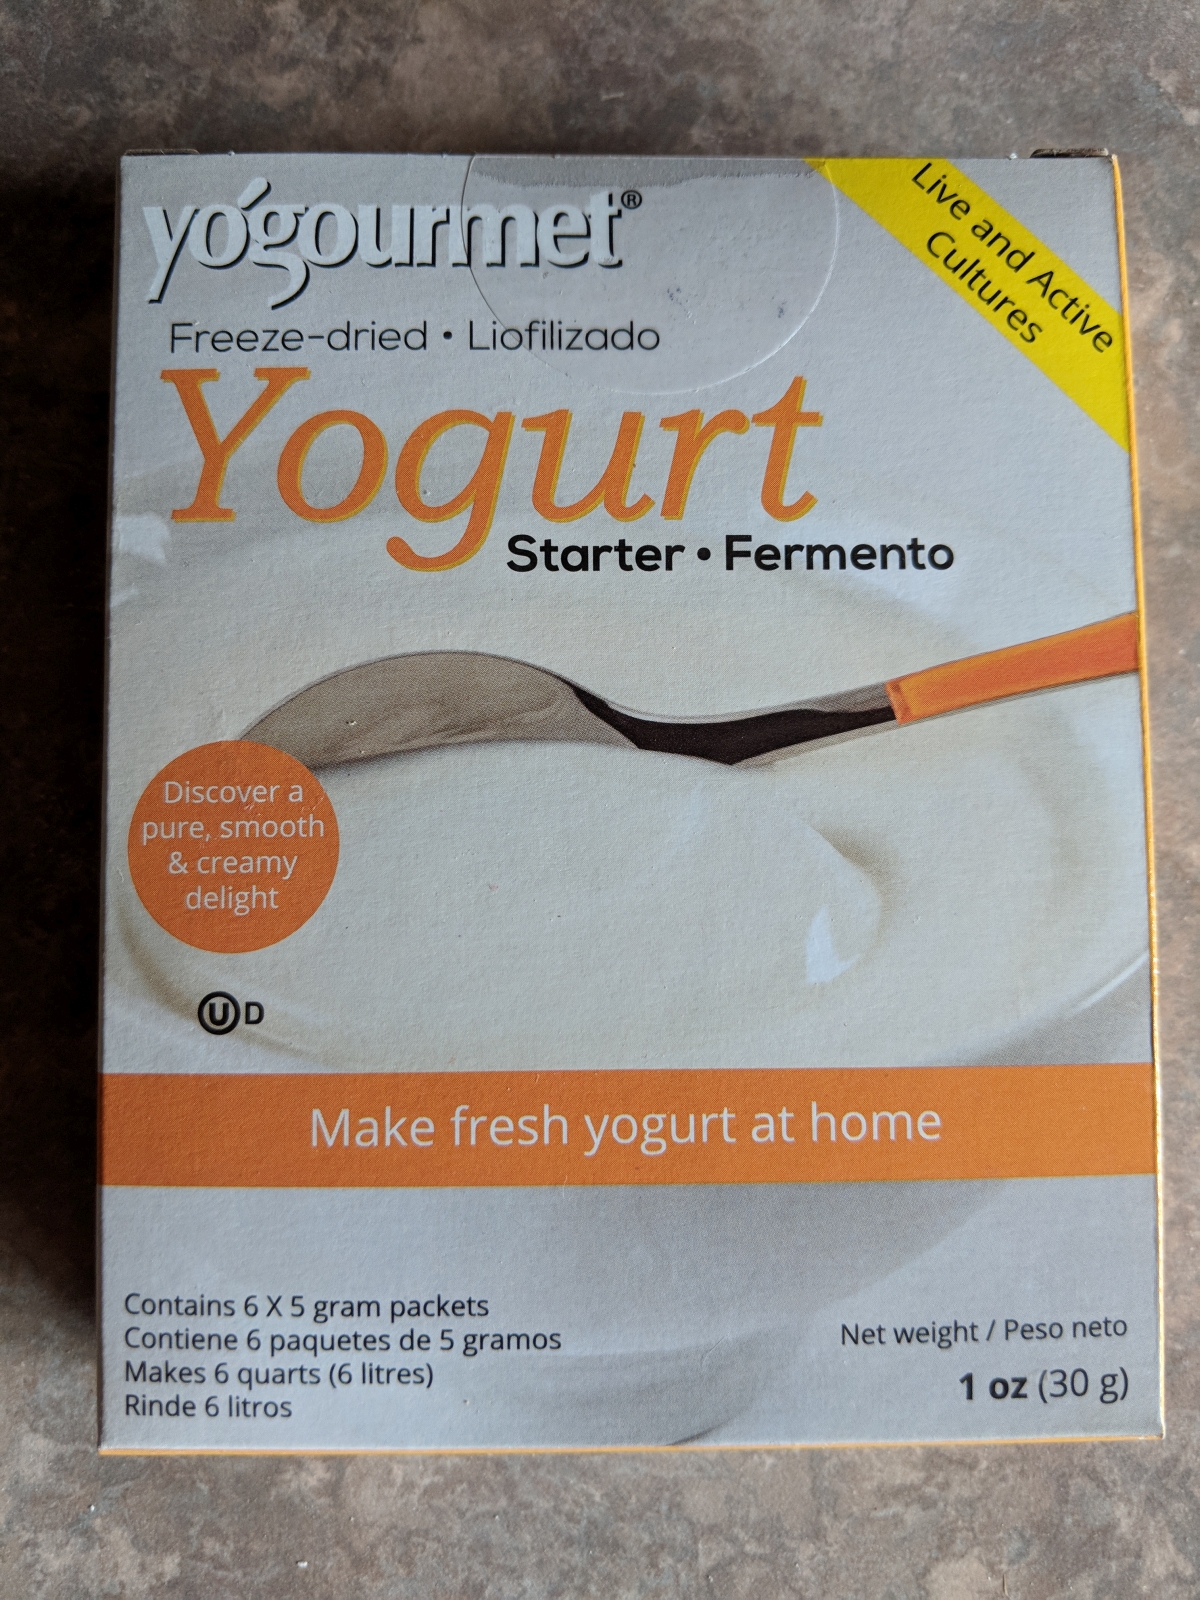 yógourmet®
Live and Active
Cultures
Freeze-dried • Liofilizado
Yogurt
Starter • Fermento
Discover a
pure, smooth
& creamy
delight
U D
Make fresh yogurt at home
Contains 6 X 5 gram packets
Contiene 6 paquetes de 5 gramos
Makes 6 quarts (6 litres)
Rinde 6 litros
Net weight / Peso neto
1 oz (30 g)